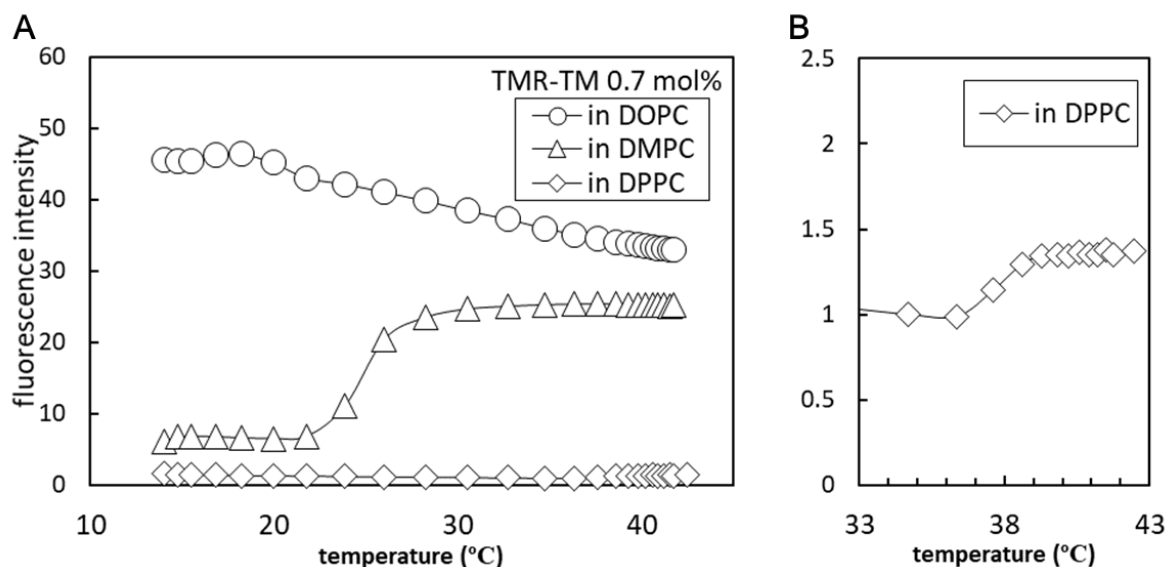 A
60
50
40
30
20
10
0
fluorescence intensity
TMR-TM 0.7 mol%
in DOPC
in DMPC
in DPPC
10 20 30 40
temperature (°C)
B
2.5
2
1.5
1
0.5
0
in DPPC
33 38 43
temperature (°C)